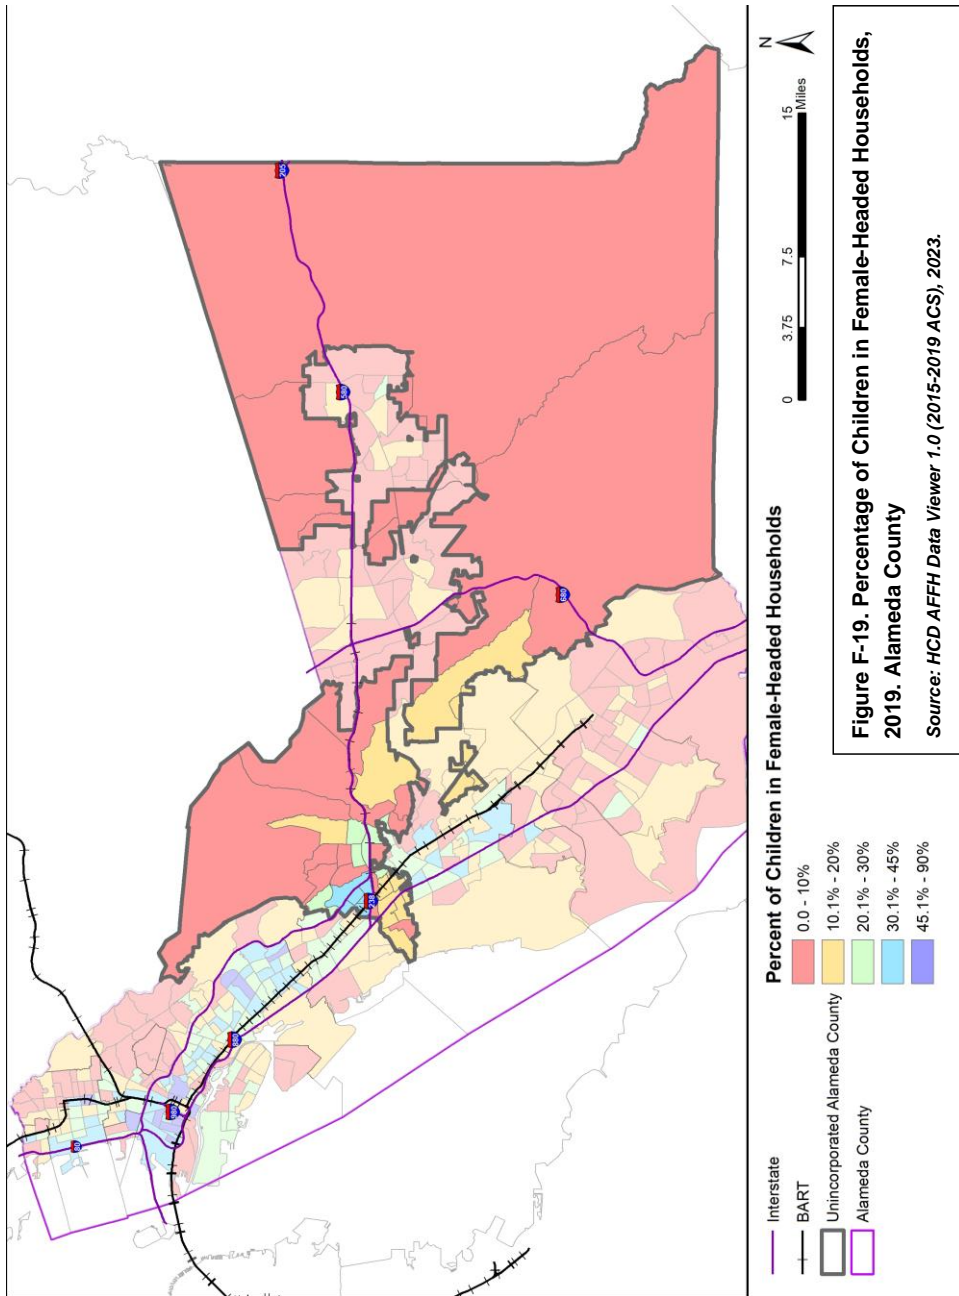 80
880
238
580
680
205
Interstate
BART
Unincorporated Alameda County
Alameda County
Percent of Children in Female-Headed Households
0.0 - 10%
10.1% - 20%
20.1% - 30%
30.1% - 45%
45.1% - 90%
0 3.75 7.5 15
Miles
N
Figure F-19. Percentage of Children in Female-Headed Households,
2019. Alameda County
Source: HCD AFFH Data Viewer 1.0 (2015-2019 ACS), 2023.